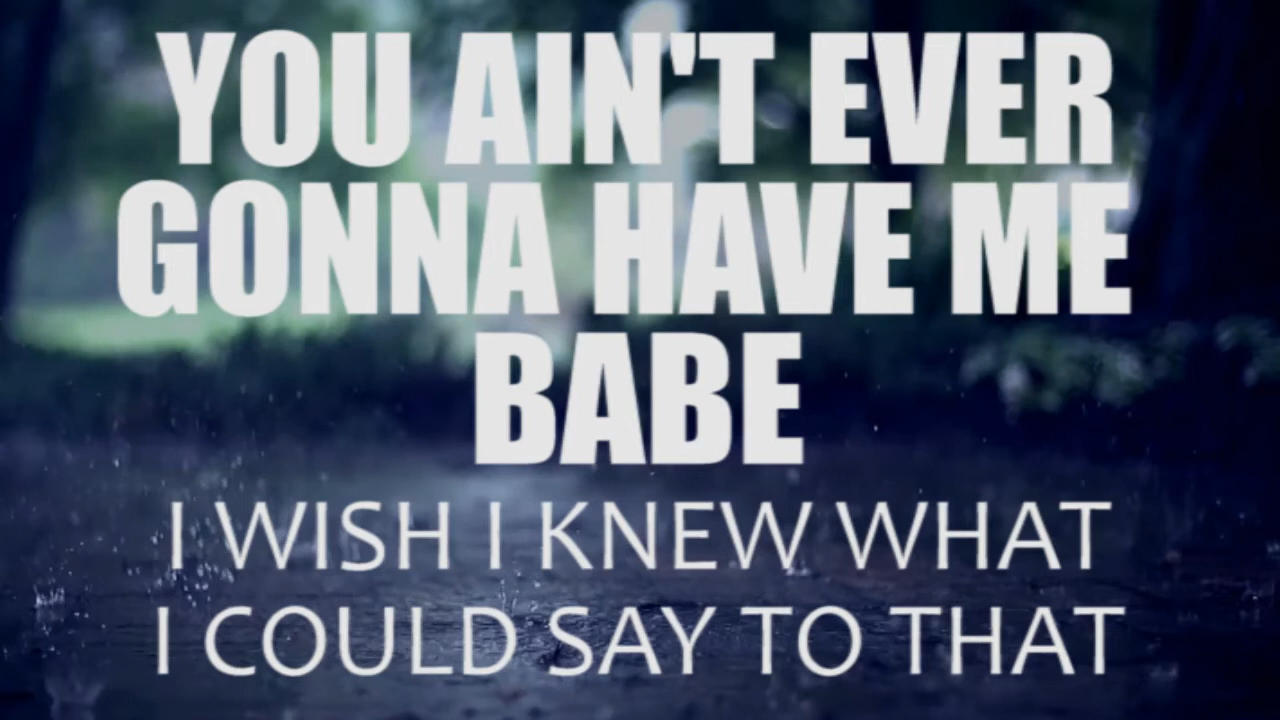 YOU AIN'T EVER
GONNA HAVE ME
BABE
I WISH I KNEW WHAT
I COULD SAY TO THAT